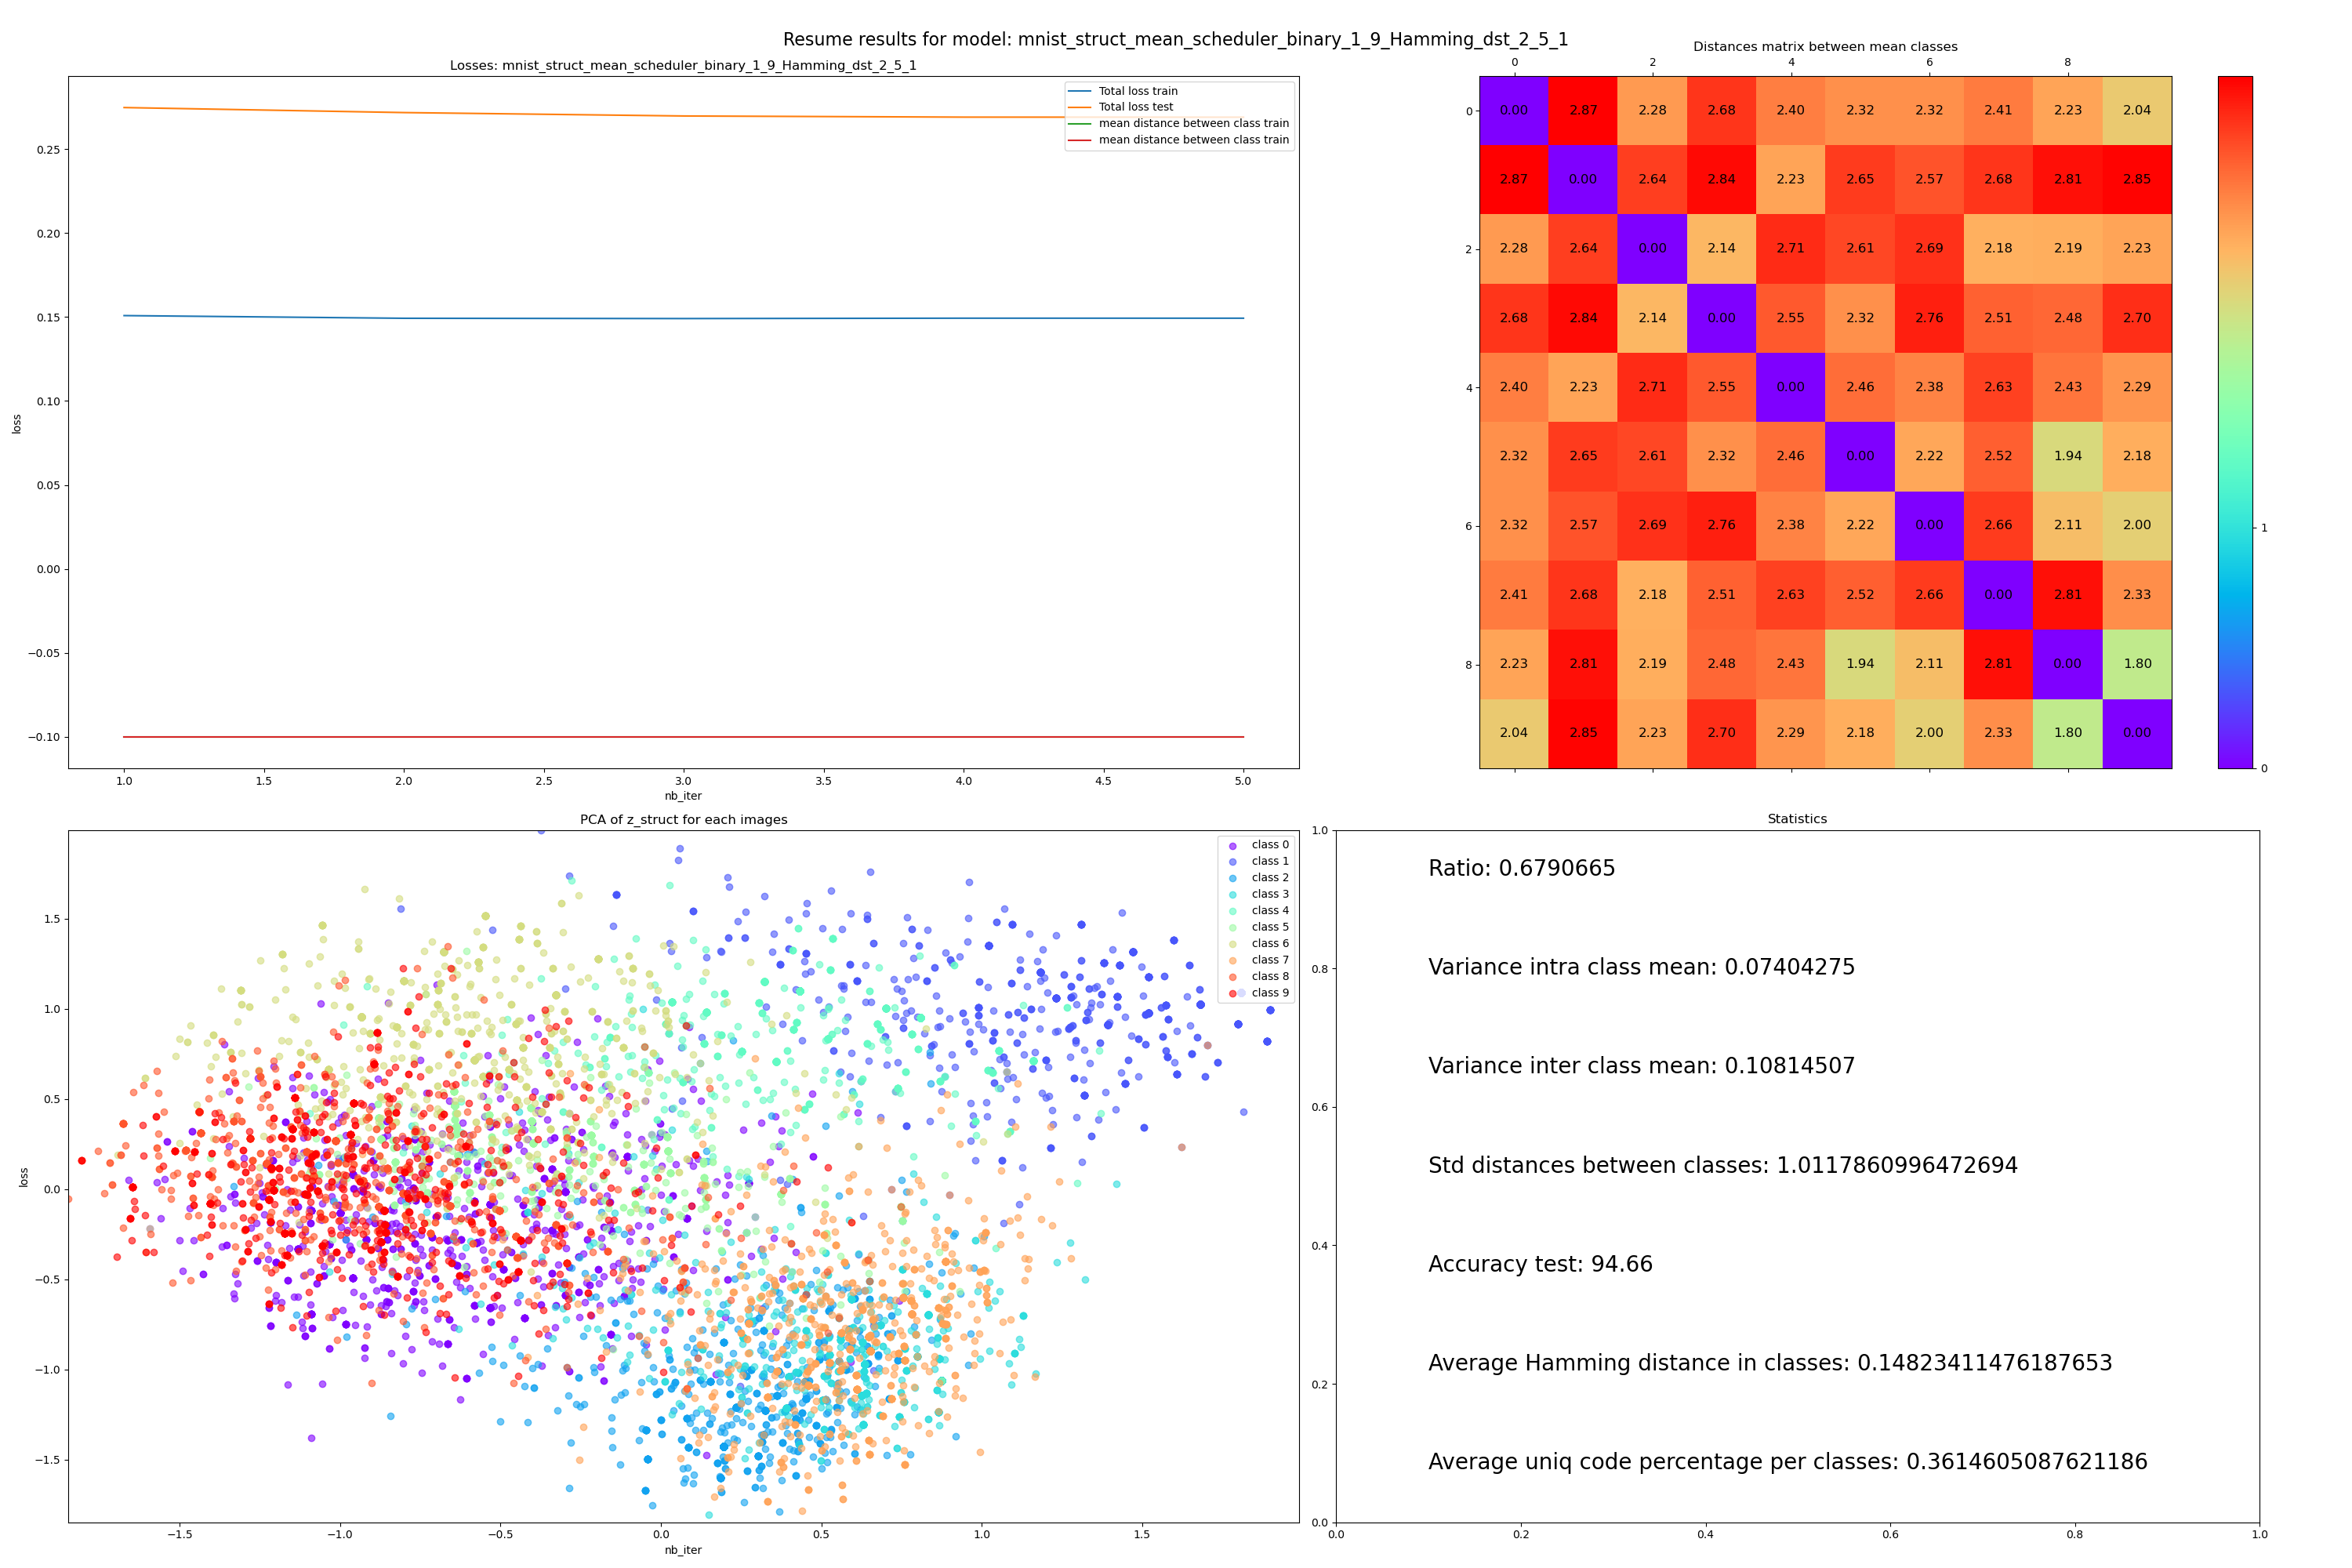 Resume results for model: mnist_struct_mean_scheduler_binary_1_9_Hamming_dst_2_5_1
Losses: mnist_struct_mean_scheduler_binary_1_9_Hamming_dst_2_5_1
Total loss train
Total loss test
mean distance between class train
mean distance between class train
0.25
0.20
0.15
0.10
0.05
0.00
−0.05
−0.10
loss
1.0 1.5 2.0 2.5 3.0 3.5 4.0 4.5 5.0
nb_iter
Distances matrix between mean classes
0 2 4 6 8
0 0.00 2.87 2.28 2.68 2.40 2.32 2.32 2.41 2.23 2.04
2.87 0.00 2.64 2.84 2.23 2.65 2.57 2.68 2.81 2.85
2 2.28 2.64 0.00 2.14 2.71 2.61 2.69 2.18 2.19 2.23
2.68 2.84 2.14 0.00 2.55 2.32 2.76 2.51 2.48 2.70
4 2.40 2.23 2.71 2.55 0.00 2.46 2.38 2.63 2.43 2.29
2.32 2.65 2.61 2.32 2.46 0.00 2.22 2.52 1.94 2.18
6 2.32 2.57 2.69 2.76 2.38 2.22 0.00 2.66 2.11 2.00
2.41 2.68 2.18 2.51 2.63 2.52 2.66 0.00 2.81 2.33
8 2.23 2.81 2.19 2.48 2.43 1.94 2.11 2.81 0.00 1.80
2.04 2.85 2.23 2.70 2.29 2.18 2.00 2.33 1.80 0.00
1
0
PCA of z_struct for each images
class 0
class 1
class 2
class 3
class 4
class 5
class 6
class 7
class 8
class 9
1.5
1.0
0.5
0.0
−0.5
−1.0
−1.5
loss
−1.5 −1.0 −0.5 0.0 0.5 1.0 1.5
nb_iter
Statistics
1.0
0.8
0.6
0.4
0.2
0.0
Ratio: 0.6790665
Variance intra class mean: 0.07404275
Variance inter class mean: 0.10814507
Std distances between classes: 1.0117860996472694
Accuracy test: 94.66
Average Hamming distance in classes: 0.14823411476187653
Average uniq code percentage per classes: 0.3614605087621186
0.0 0.2 0.4 0.6 0.8 1.0